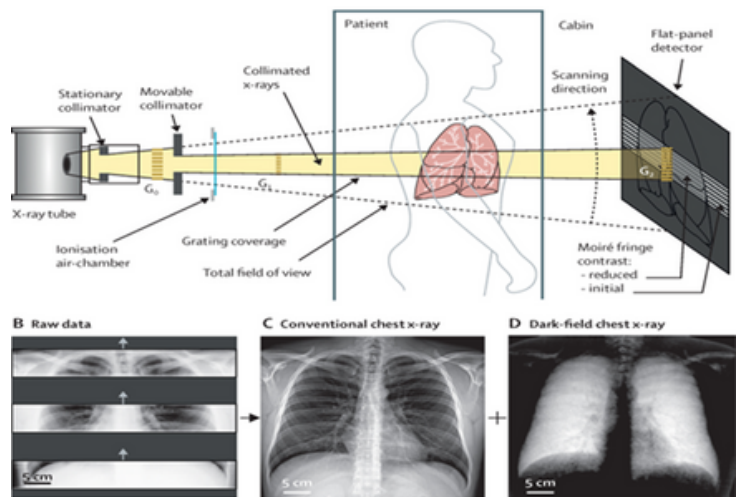 Patient
Cabin
Flat-panel
detector
Stationary
collimator
Movable
collimator
Collimated
x-rays
Scanning
direction
G₀
G₁
G₂
X-ray tube
Ionisation
air-chamber
Grating coverage
Total field of view
Moiré fringe
contrast:
- reduced
- initial
B Raw data
C Conventional chest x-ray
D Dark-field chest x-ray
5 cm
5 cm
5 cm
+